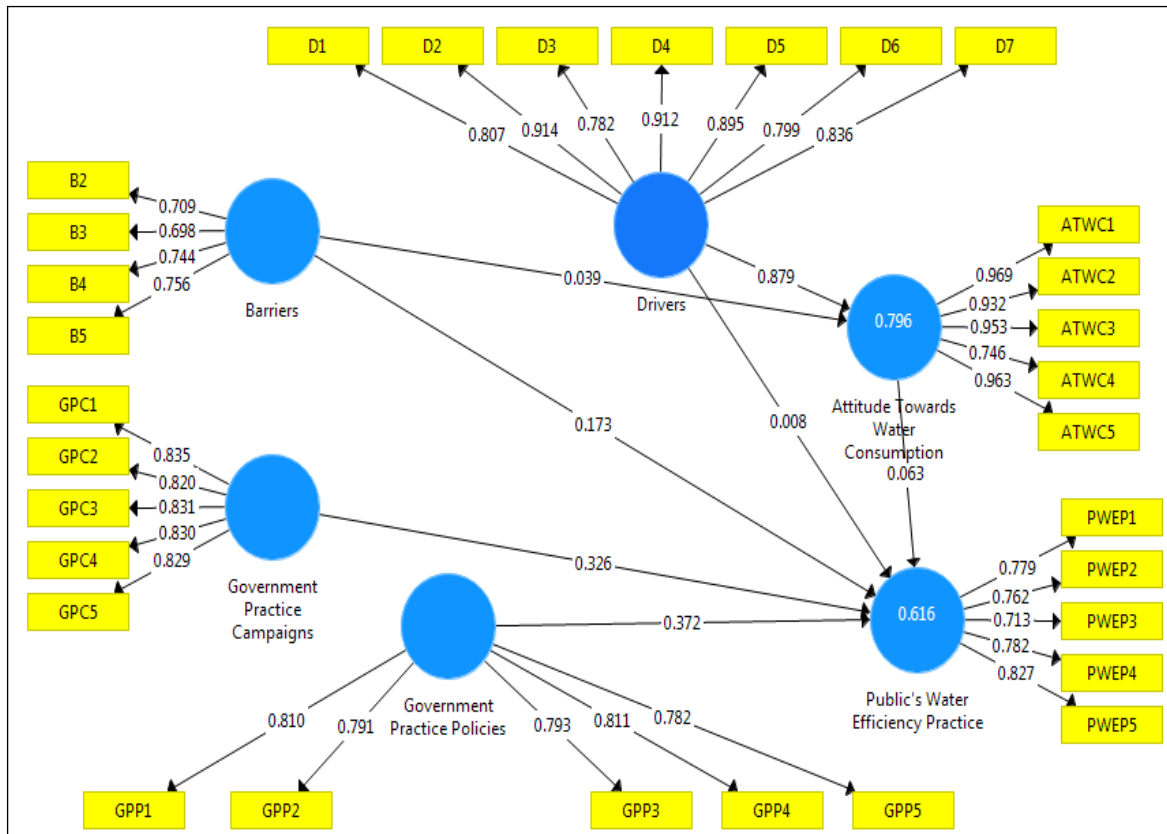 D1
D2
D3
D4
D5
D6
D7
0.807
0.914
0.782
0.912
0.895
0.799
0.836
B2
B3
B4
B5
0.709
0.698
0.744
0.756
Barriers
Drivers
0.039
0.879
0.173
0.008
ATWC1
ATWC2
ATWC3
ATWC4
ATWC5
0.969
0.932
0.953
0.746
0.963
0.796
Attitude Towards
Water
Consumption
0.063
GPC1
GPC2
GPC3
GPC4
GPC5
0.835
0.820
0.831
0.830
0.829
Government
Practice
Campaigns
0.326
0.372
Government
Practice Policies
0.810
0.791
0.793
0.811
0.782
GPP1
GPP2
GPP3
GPP4
GPP5
0.616
Public's Water
Efficiency Practice
0.779
0.762
0.713
0.782
0.827
PWEP1
PWEP2
PWEP3
PWEP4
PWEP5